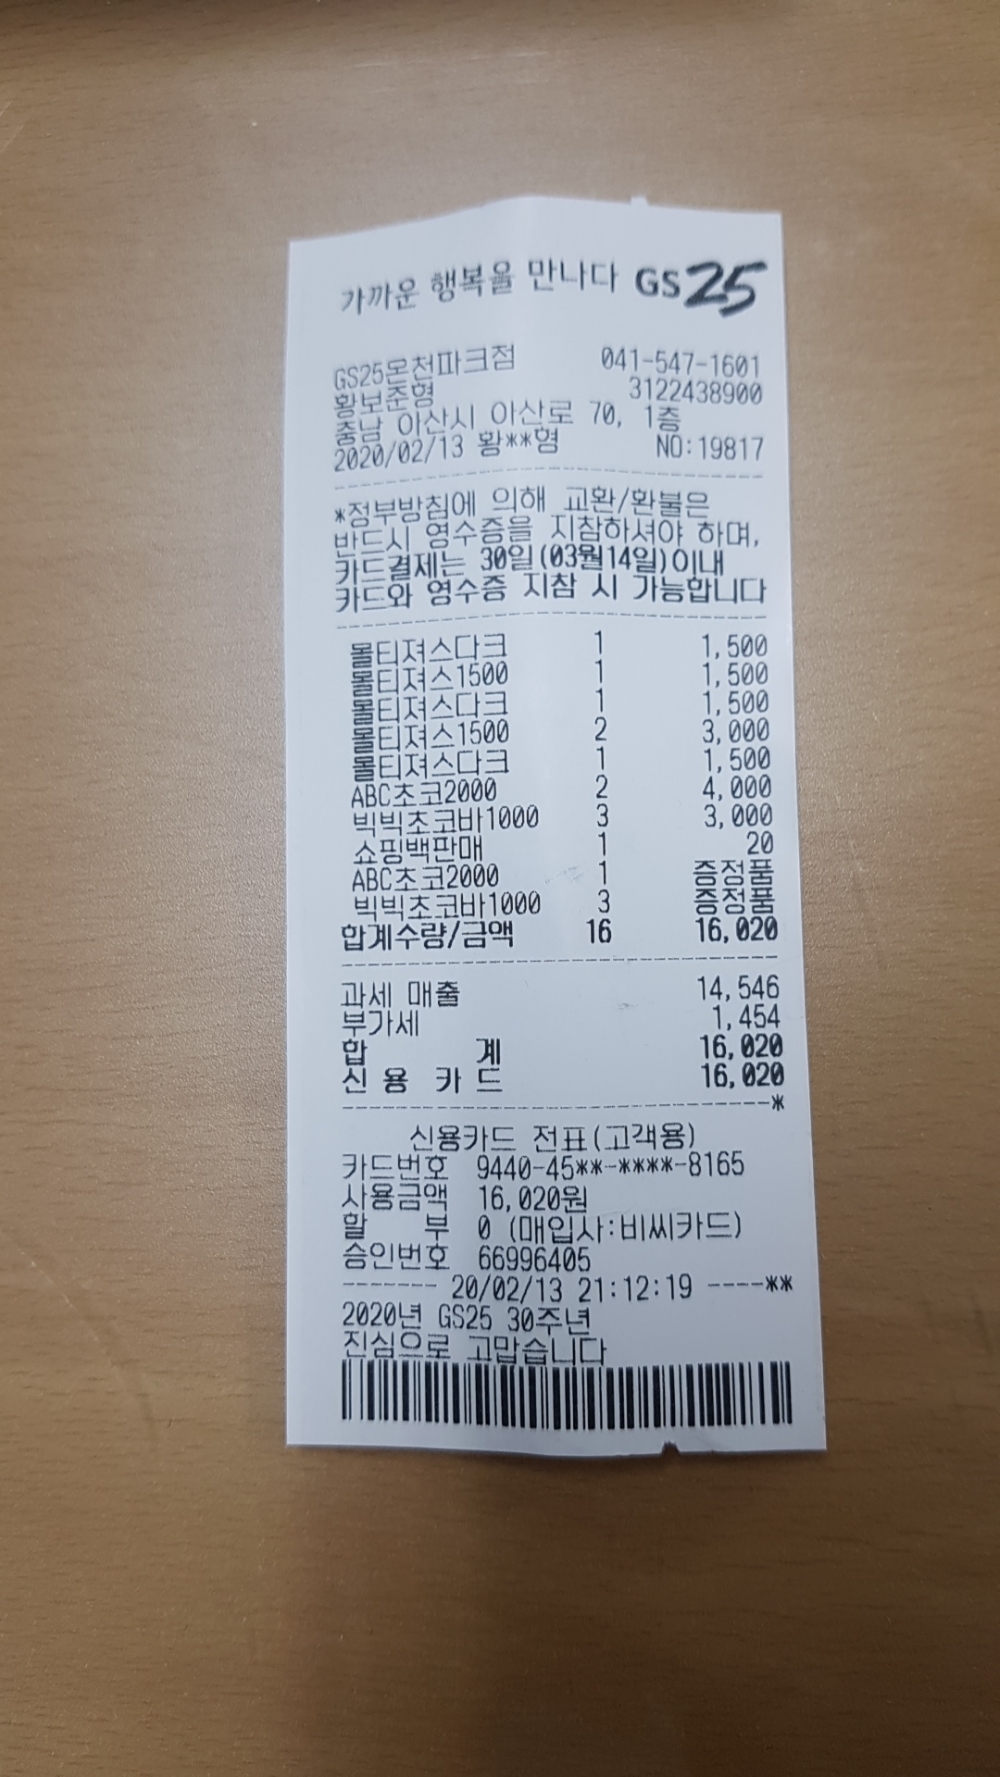 가까운 행복을 만나다 GS25
GS25온천파크점 041-547-1601
황보준형 3122438900
충남 아산시 아산로 70, 1층
2020/02/13 황**형 NO:19817
*정부방침에 의해 교환/환불은
반드시 영수증을 지참하셔야 하며,
카드결제는 30일(03월14일)이내
카드와 영수증 지참 시 가능합니다
몰티져스다크 1 1,500
몰티져스1500 1 1,500
몰티져스다크 1 1,500
몰티져스1500 2 3,000
몰티져스다크 1 1,500
ABC초코2000 2 4,000
빅빅초코바1000 3 3,000
쇼핑백판매 1 20
ABC초코2000 1 증정품
빅빅초코바1000 3 증정품
합계수량/금액 16 16,020
과세 매출 14,546
부가세 1,454
합 계 16,020
신 용 카 드 16,020
*
신용카드 전표(고객용)
카드번호 9440-45**-****-8165
사용금액 16,020원
할 부 0 (매입사:비씨카드)
승인번호 66996405
------- 20/02/13 21:12:19 ----**
2020년 GS25 30주년
진심으로 고맙습니다